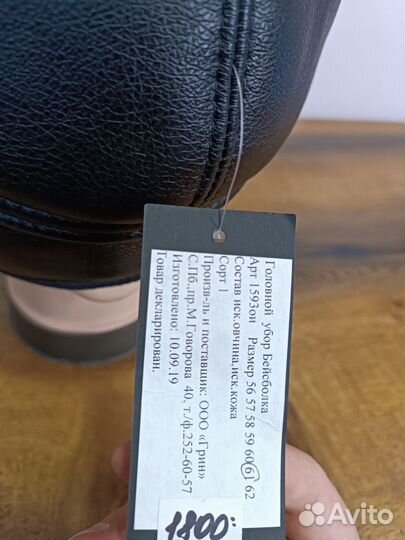 Головной убор Бейсболка
Арт 1593он Размер 56 57 58 59 60 61 62
Состав иск.овчина,иск.кожа
Сорт 1
Произв-ль и поставщик: ООО «Грин»
С.Пб.,пр.М.Говорова 40, т./ф.252-60-57
Изготовлено: 10.09.19
Товар декларирован.
1800=
Avito